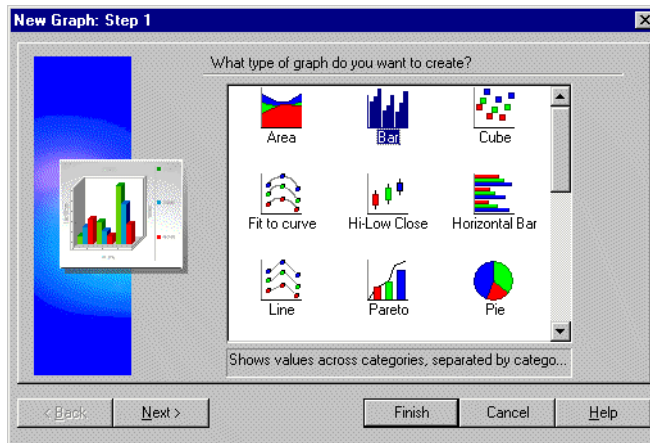 New Graph: Step 1
What type of graph do you want to create?
Area Bar Cube
Fit to curve Hi-Low Close Horizontal Bar
Line Pareto Pie
Shows values across categories, separated by catego...
< Back Next > Finish Cancel Help